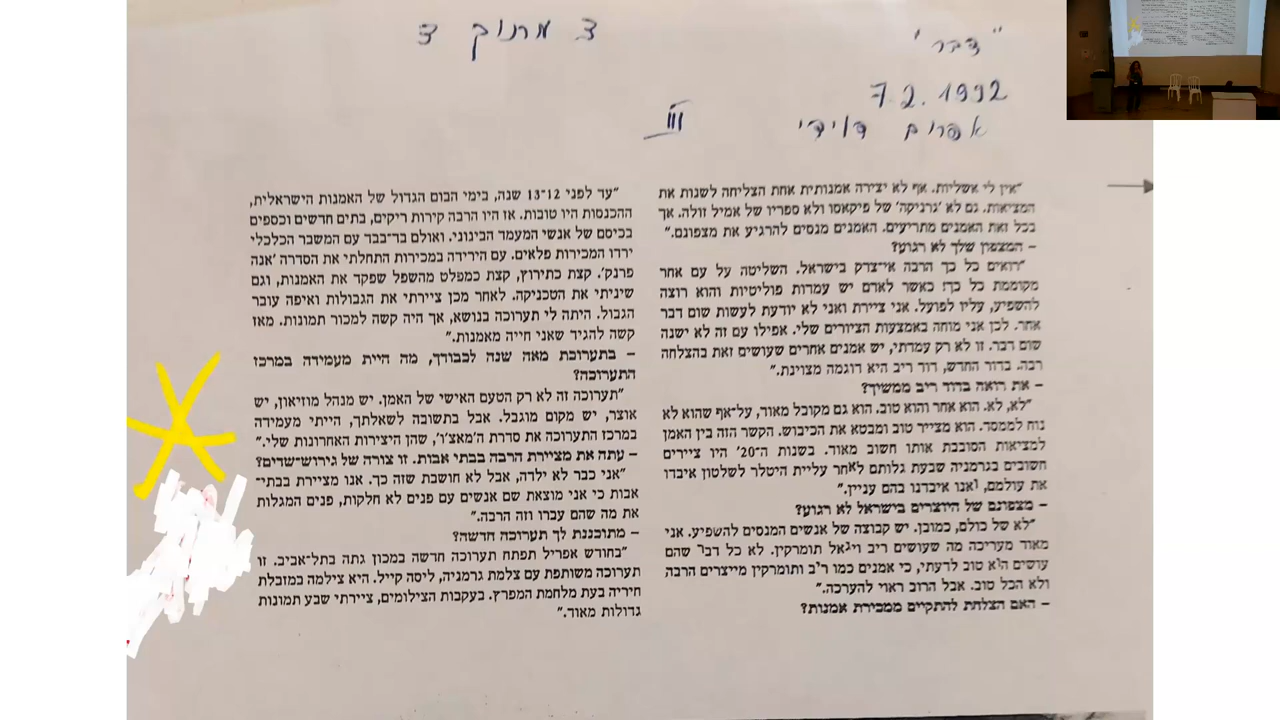 "דבר"
צ מתוך צ
7.2.1992
אפרים דוידי
III
"אין לי אשליות. אף לא יצירה אמנותית אחת הצליחה לשנות את
המציאות. גם לא 'גרניקה' של פיקאסו ולא ספריו של אמיל זולה. אך
בכל זאת האמנים מתריעים. האמנים מנסים להרגיע את מצפונם."
– המצפון שלך לא רגוע?
"רואים כל כך הרבה אי־צדק בישראל. השליטה על עם אחר
מקוממת כל כך! כאשר לאדם יש עמדות פוליטיות והוא רוצה
להשפיע, עליו לפועל. אני ציירת ואני לא יודעת לעשות שום דבר
אחר. לכן אני מוחה באמצעות הציורים שלי. אפילו עם זה לא ישנה
שום דבר. זו לא רק עמדתי, יש אמנים אחרים שעושים זאת בהצלחה
רבה. בדור החדש, דוד ריב היא דוגמה מצוינת."
– את רואה בדוד ריב ממשיך?
"לא, לא. הוא אחר והוא טוב. הוא גם מקובל מאוד, על־אף שהוא לא
נוח לממסד. הוא מצייר טוב ומבטא את הכיבוש. הקשר הזה בין האמן
למציאות הסובבת אותו חשוב מאוד. בשנות ה־20' היו ציירים
חשובים בגרמניה שבעת גלותם לאחר עליית היטלר לשלטון איבדו
את עולמם, ואנו איבדנו בהם עניין."
– מצפונם של היוצרים בישראל לא רגוע?
"לא של כולם, כמובן. יש קבוצה של אנשים המנסים להשפיע. אני
מאוד מעריכה מה שעושים ריב ויגאל תומרקין. לא כל דבר שהם
עושים הוא טוב לדעתי, כי אמנים כמו ריב ותומרקין מייצרים הרבה
ולא הכל טוב. אבל הרוב ראוי להערכה."
– האם הצלחת להתקיים ממכירת אמנות?
"עד לפני 12־13 שנה, בימי הבום הגדול של האמנות הישראלית,
ההכנסות היו טובות. אז היו הרבה קירות ריקים, בתים חדשים וכספים
בכיסם של אנשי המעמד הבינוני. ואולם בד־בבד עם המשבר הכלכלי
ירדו המכירות פלאים. עם הירידה במכירות התחלתי את הסדרה 'אנה
פרנק'. קצת כתירוץ, קצת כמפלט מהשפל שפקד את האמנות, וגם
שיניתי את הטכניקה. לאחר מכן ציירתי את הגבולות ואיפה עובר
הגבול. היתה לי תערוכה בנושא, אך היה קשה למכור תמונות. מאז
קשה להגיד שאני חייה מאמנות."
– בתערוכת מאה שנה לכבודך, מה היית מעמידה במרכז
התערוכה?
"תערוכה זה לא רק הטעם האישי של האמן. יש מנהל מוזיאון, יש
אוצר, יש מקום מוגבל. אבל בתשובה לשאלתך, הייתי מעמידה
במרכז התערוכה את סדרת ה'מאצ'ו', שהן היצירות האחרונות שלי."
– עתה את מציירת הרבה בבתי אבות. זו צורה של גירוש־שדים?
"אני כבר לא ילדה, אבל לא חושבת שזה כך. אנו מציירת בבתי־
אבות כי אני מוצאת שם אנשים עם פנים לא חלקות, פנים המגלות
את מה שהם עברו וזה הרבה."
– מתוכננת לך תערוכה חדשה?
"בחודש אפריל תפתח תערוכה חדשה במכון גתה בתל־אביב. זו
תערוכה משותפת עם צלמת גרמניה, ליסה קייל. היא צילמה במזבלת
חיריה בעת מלחמת המפרץ. בעקבות הצילומים, ציירתי שבע תמונות
גדולות מאוד."